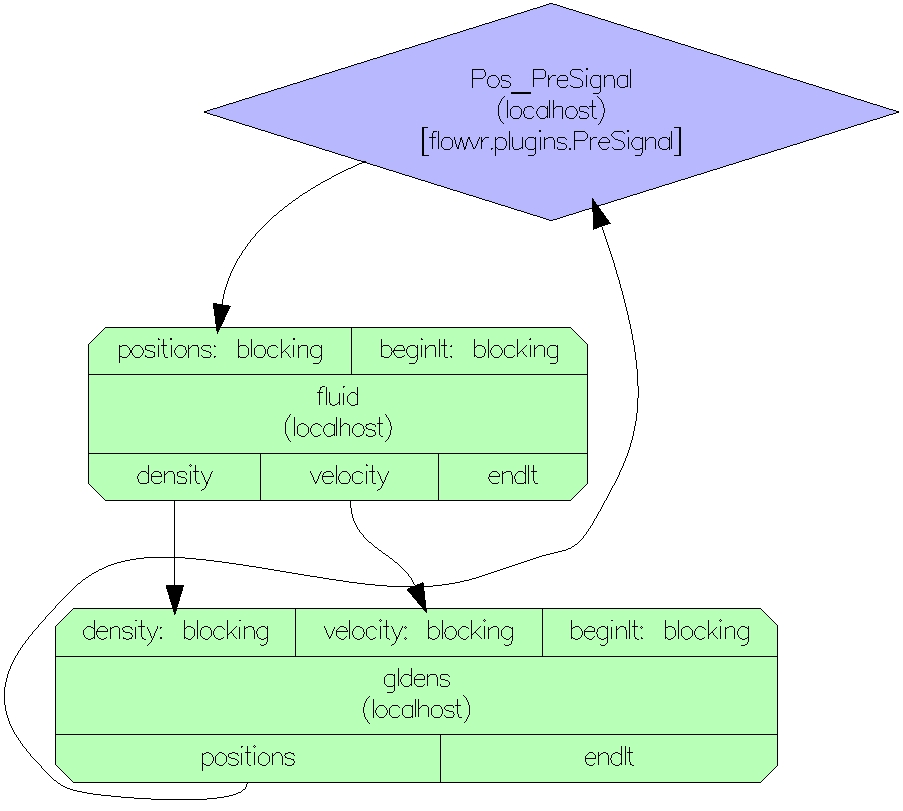 Pos_PreSignal
(localhost)
[flowvr.plugins.PreSignal]
positions: blocking beginIt: blocking
fluid
(localhost)
density velocity endIt
density: blocking velocity: blocking beginIt: blocking
gldens
(localhost)
positions endIt